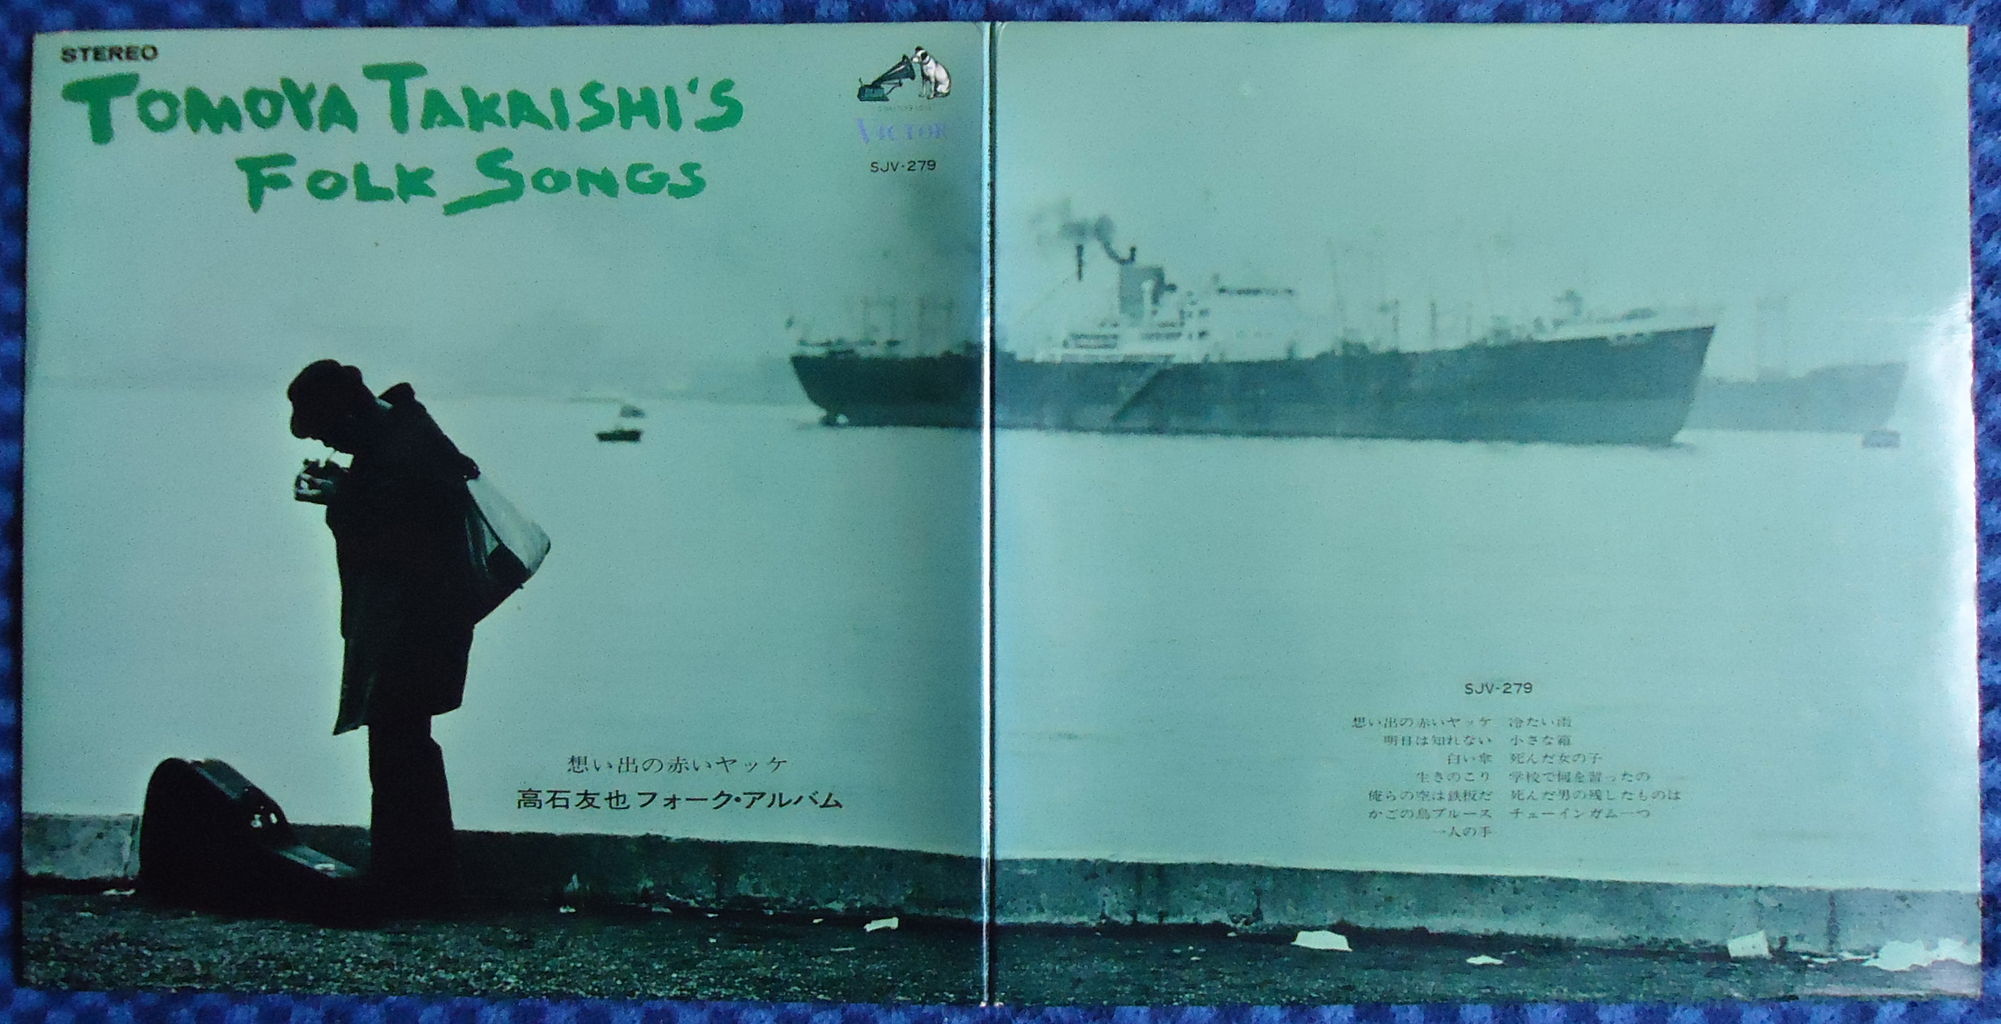 STEREO
TOMOYA TAKAISHI'S
FOLK SONGS
VICTOR
SJV-279
想い出の赤いヤッケ
高石友也フォーク・アルバム
SJV-279
想い出の赤いヤッケ 冷たい雨
明日は知れない 小さな箱
白い傘 死んだ女の子
生きのこり 学校で何を習ったの
俺らの空は鉄板だ 死んだ男の残したものは
かごの鳥ブルース チューインガム一つ
一人の手